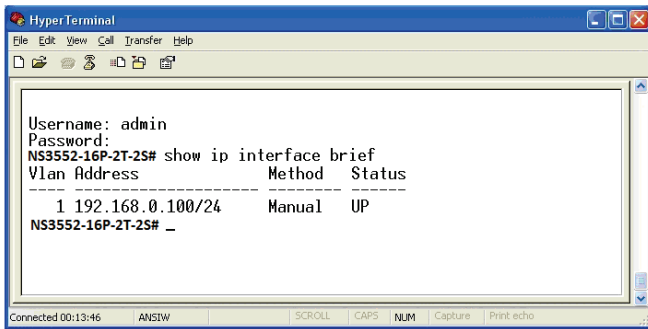 HyperTerminal
File Edit View Call Transfer Help
Username: admin
Password:
NS3552-16P-2T-2S# show ip interface brief
Vlan Address Method Status
---- -------------------- -------- ------
1 192.168.0.100/24 Manual UP
NS3552-16P-2T-2S# _
Connected 00:13:46 ANSIW SCROLL CAPS NUM Capture Print echo